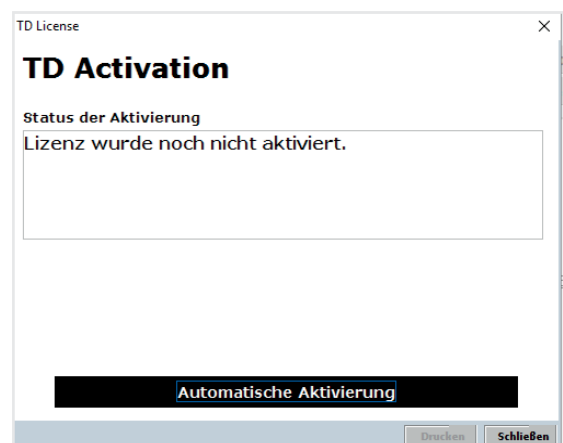 TD License
TD Activation
Status der Aktivierung
Lizenz wurde noch nicht aktiviert.
Automatische Aktivierung
Drucken Schließen